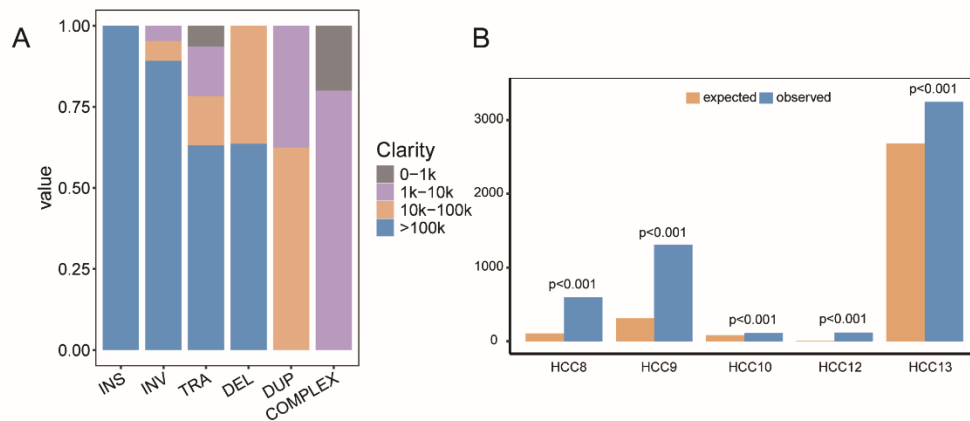 A
value
1.00
0.75
0.50
0.25
0.00
INS
INV
TRA
DEL
DUP
COMPLEX
Clarity
0−1k
1k−10k
10k−100k
>100k
B
expected
observed
3000
2000
1000
0
p<0.001
p<0.001
p<0.001
p<0.001
p<0.001
HCC8
HCC9
HCC10
HCC12
HCC13